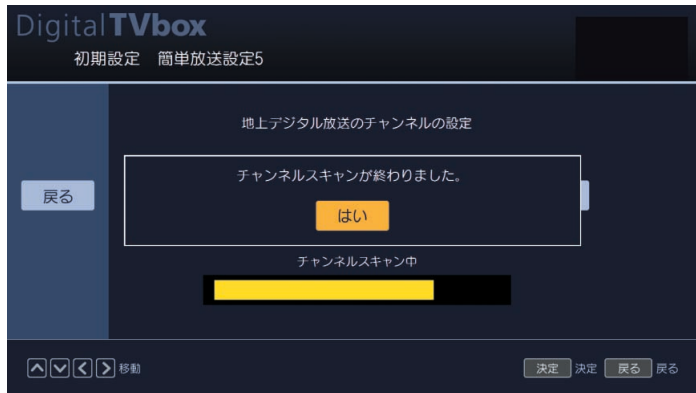 Digital TVbox
初期設定 簡単放送設定5
地上デジタル放送のチャンネルの設定
チャンネルスキャンが終わりました。
戻る
はい
チャンネルスキャン中
移動 決定 決定 戻る 戻る